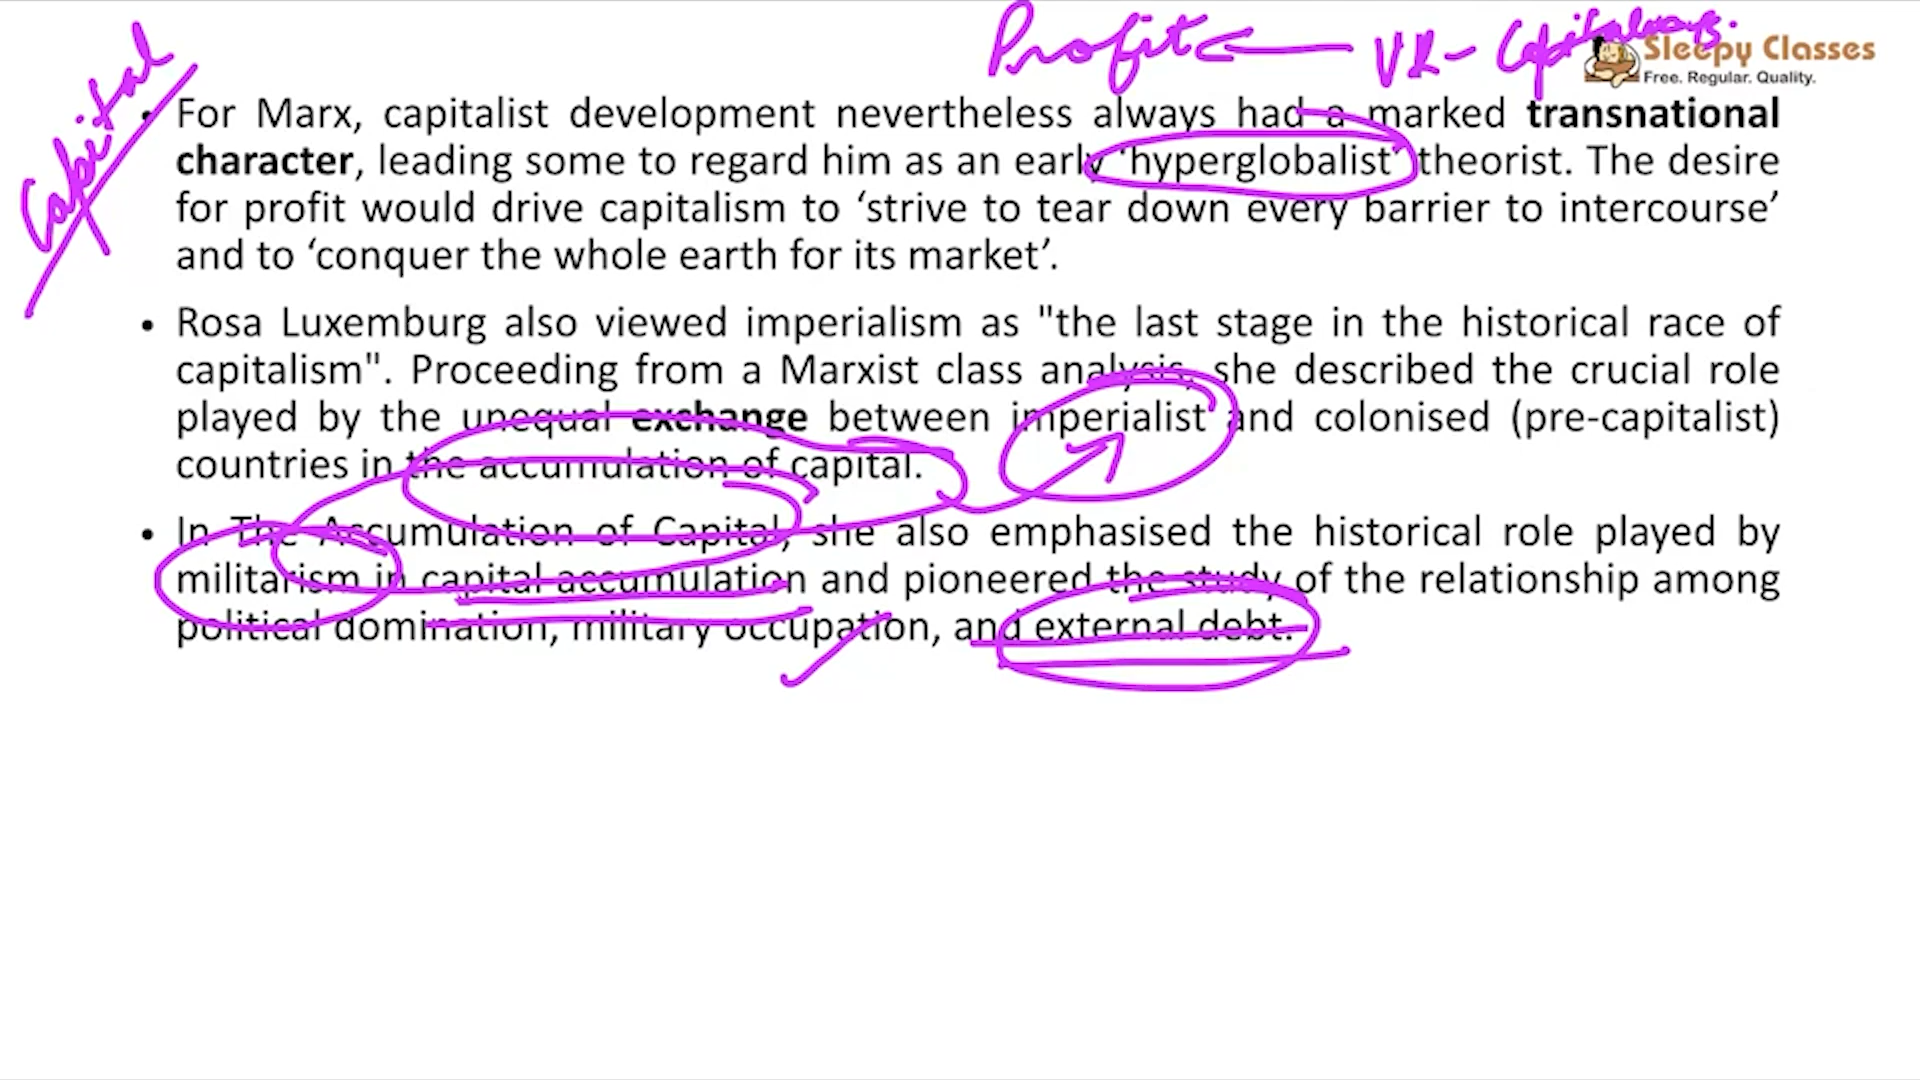 Profit ← VR - 
Sleepy Classes
Free. Regular. Quality.
Capital
• For Marx, capitalist development nevertheless always had a marked transnational
character, leading some to regard him as an early ‘hyperglobalist’ theorist. The desire
for profit would drive capitalism to ‘strive to tear down every barrier to intercourse’
and to ‘conquer the whole earth for its market’.
• Rosa Luxemburg also viewed imperialism as "the last stage in the historical race of
capitalism". Proceeding from a Marxist class analysis, she described the crucial role
played by the unequal exchange between imperialist and colonised (pre-capitalist)
countries in the accumulation of capital.
• In The Accumulation of Capital, she also emphasised the historical role played by
militarism in capital accumulation and pioneered the study of the relationship among
political domination, military occupation, and external debt.